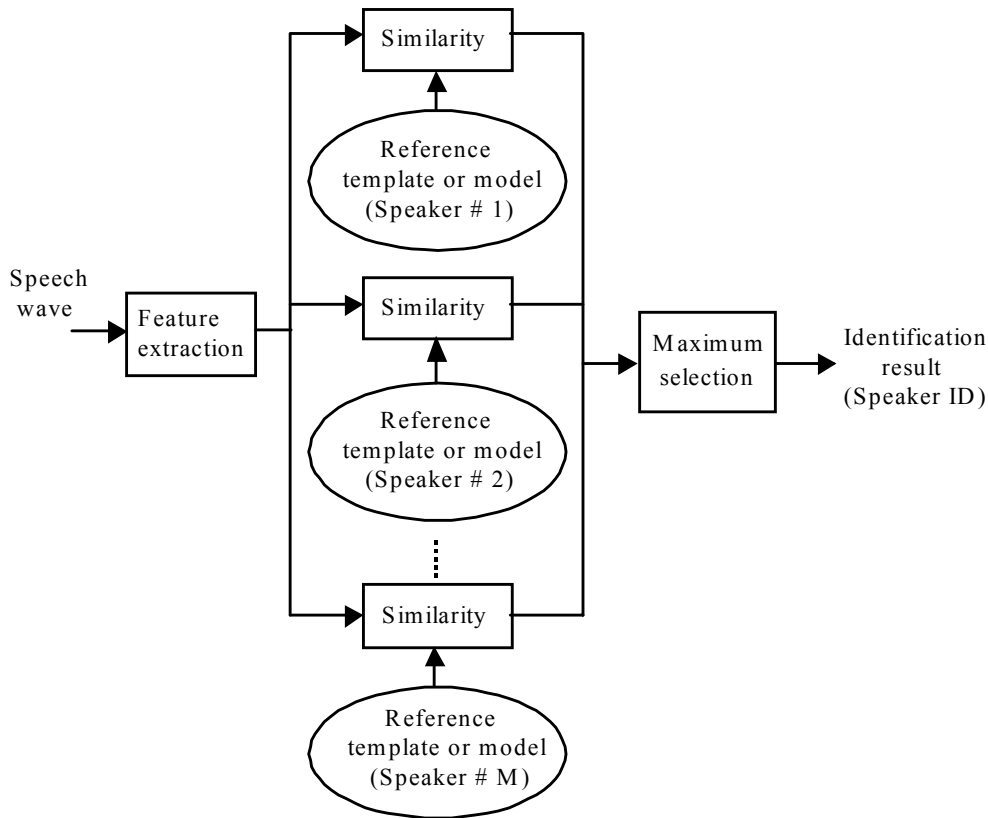 Similarity
Reference
template or model
(Speaker # 1)
Speech
wave
Feature
extraction
Similarity
Reference
template or model
(Speaker # 2)
Maximum
selection
Identification
result
(Speaker ID)
Similarity
Reference
template or model
(Speaker # M)